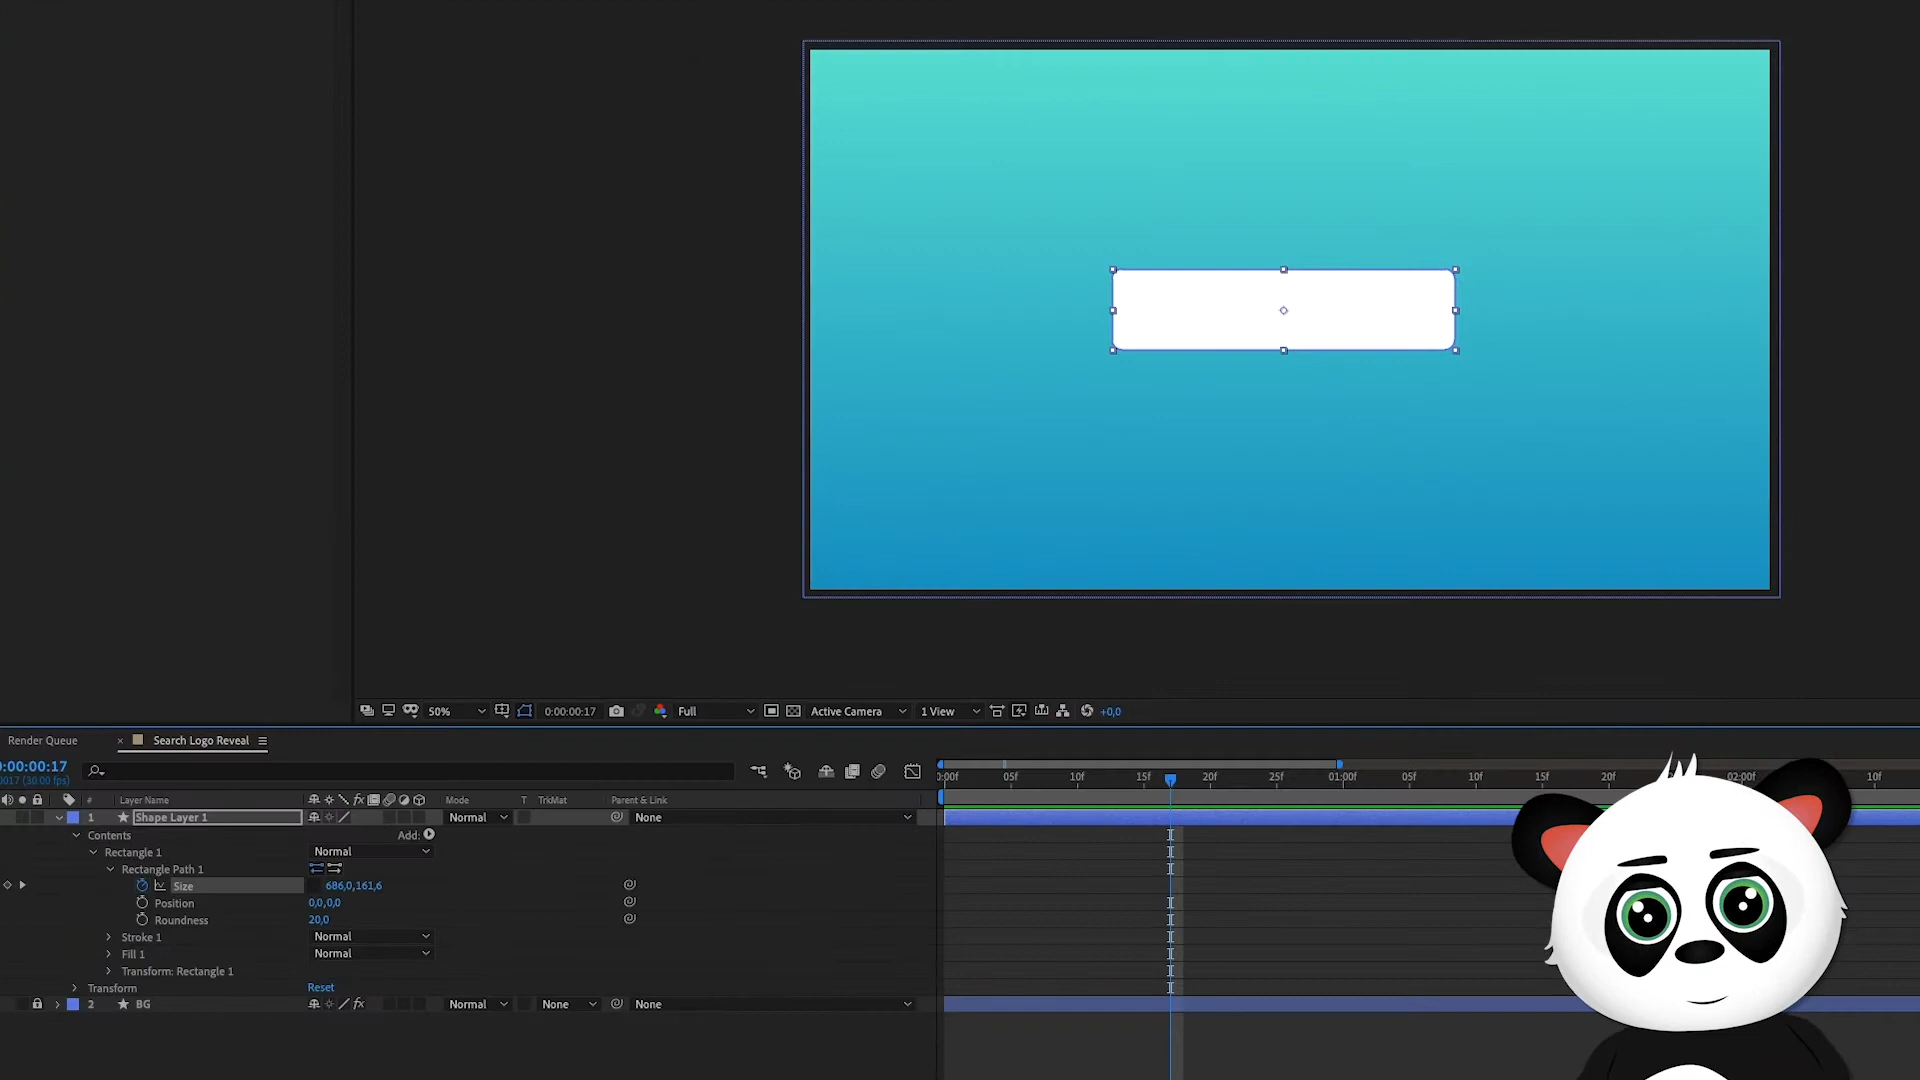 50%
0:00:00:17
Full
Active Camera
1 View
+0,0
Render Queue
× Search Logo Reveal
0:00:00:17
0017 (30.00 fps)
:00f 05f 10f 15f 20f 25f 01:00f 05f 10f 15f 20f 02:00f 10f
# Layer Name Mode T TrkMat Parent & Link
1 Shape Layer 1 Normal None
Contents Add:
Rectangle 1 Normal
Rectangle Path 1
Size 686,0,161,6
Position 0,0,0,0
Roundness 20,0
Stroke 1 Normal
Fill 1 Normal
Transform: Rectangle 1
Transform Reset
2 BG Normal None None